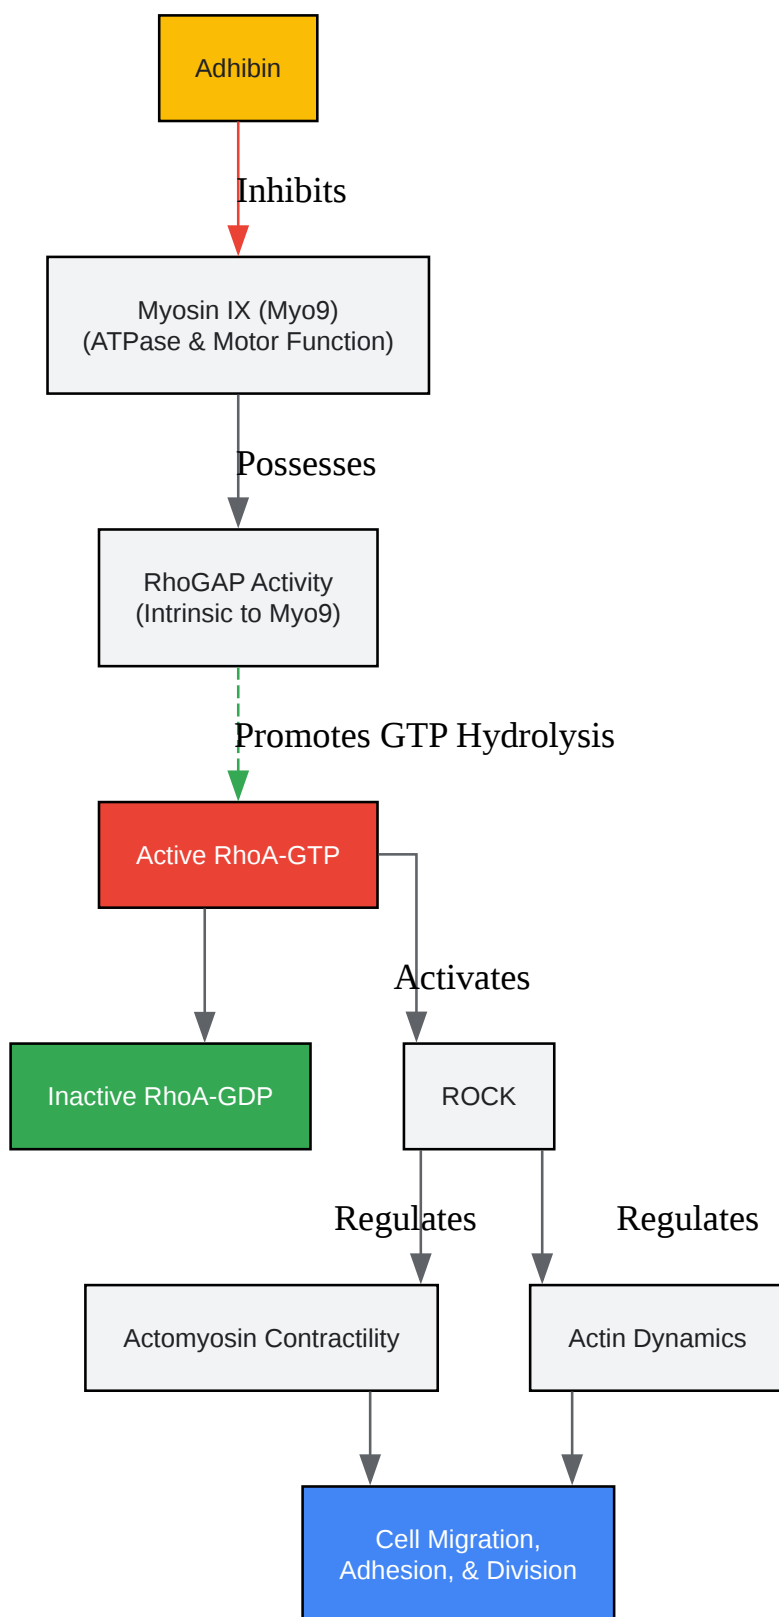 Adhibin
Inhibits
Myosin IX (Myo9)
(ATPase & Motor Function)
Possesses
RhoGAP Activity
(Intrinsic to Myo9)
Promotes GTP Hydrolysis
Active RhoA-GTP
Activates
Inactive RhoA-GDP
ROCK
Regulates
Regulates
Actomyosin Contractility
Actin Dynamics
Cell Migration,
Adhesion, & Division